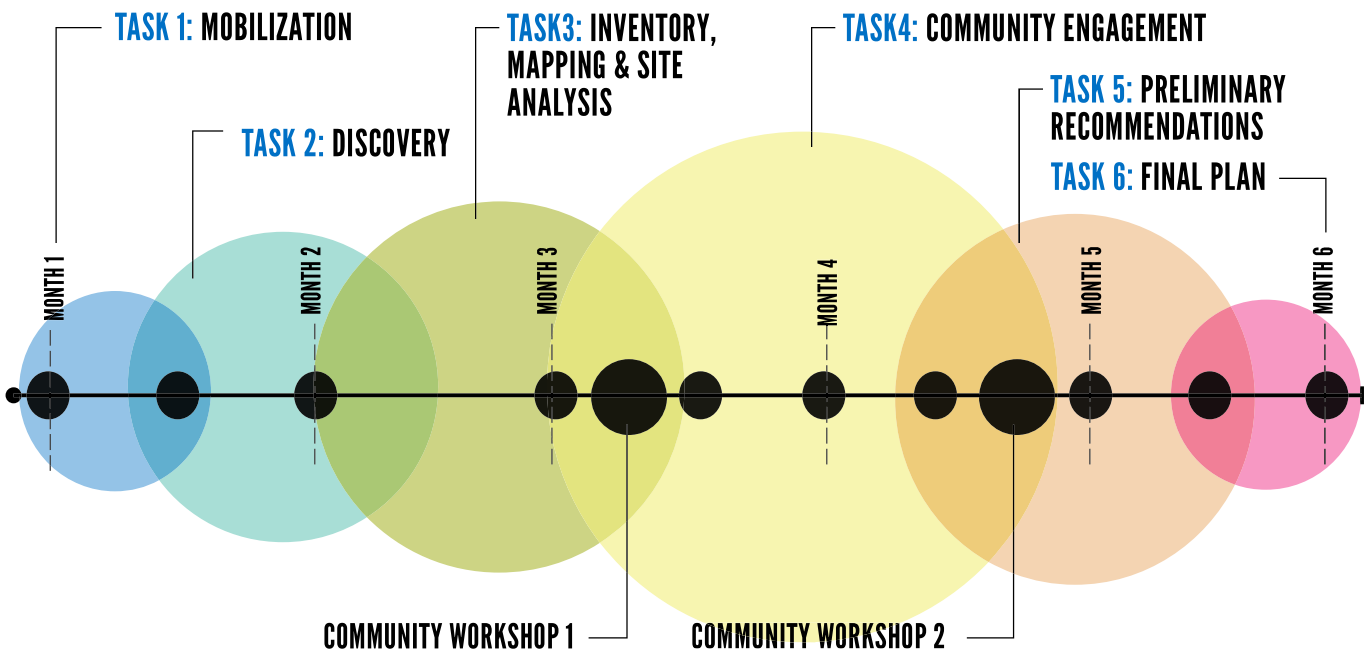 TASK 1: MOBILIZATION
TASK 2: DISCOVERY
TASK3: INVENTORY,
MAPPING & SITE
ANALYSIS
TASK4: COMMUNITY ENGAGEMENT
TASK 5: PRELIMINARY
RECOMMENDATIONS
TASK 6: FINAL PLAN
MONTH 1
MONTH 2
MONTH 3
MONTH 4
MONTH 5
MONTH 6
COMMUNITY WORKSHOP 1
COMMUNITY WORKSHOP 2